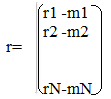 r1 -m1
r2 -m2
r=
rN-mN